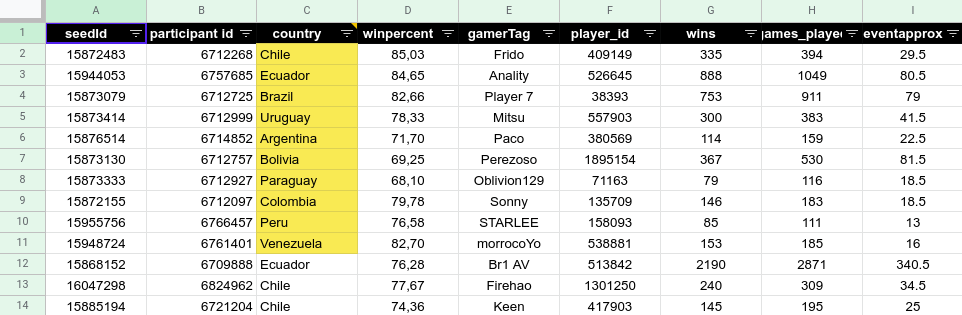 A B C D E F G H I
1 seedId participant id country winpercent gamerTag player_id wins games_played eventapprox
2 15872483 6712268 Chile 85,03 Frido 409149 335 394 29.5
3 15944053 6757685 Ecuador 84,65 Anality 526645 888 1049 80.5
4 15873079 6712725 Brazil 82,66 Player 7 38393 753 911 79
5 15873414 6712999 Uruguay 78,33 Mitsu 557903 300 383 41.5
6 15876514 6714852 Argentina 71,70 Paco 380569 114 159 22.5
7 15873130 6712757 Bolivia 69,25 Perezoso 1895154 367 530 81.5
8 15873333 6712927 Paraguay 68,10 Oblivion129 71163 79 116 18.5
9 15872155 6712097 Colombia 79,78 Sonny 135709 146 183 18.5
10 15955756 6766457 Peru 76,58 STARLEE 158093 85 111 13
11 15948724 6761401 Venezuela 82,70 morrocoYo 538881 153 185 16
12 15868152 6709888 Ecuador 76,28 Br1 AV 513842 2190 2871 340.5
13 16047298 6824962 Chile 77,67 Firehao 1301250 240 309 34.5
14 15885194 6721204 Chile 74,36 Keen 417903 145 195 25